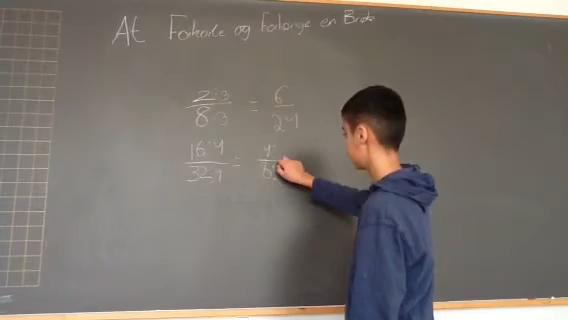 At Forkorte og Forlænge en Brøk
2·3 / 8·3 = 6 / 24
16:4 / 32:4 =